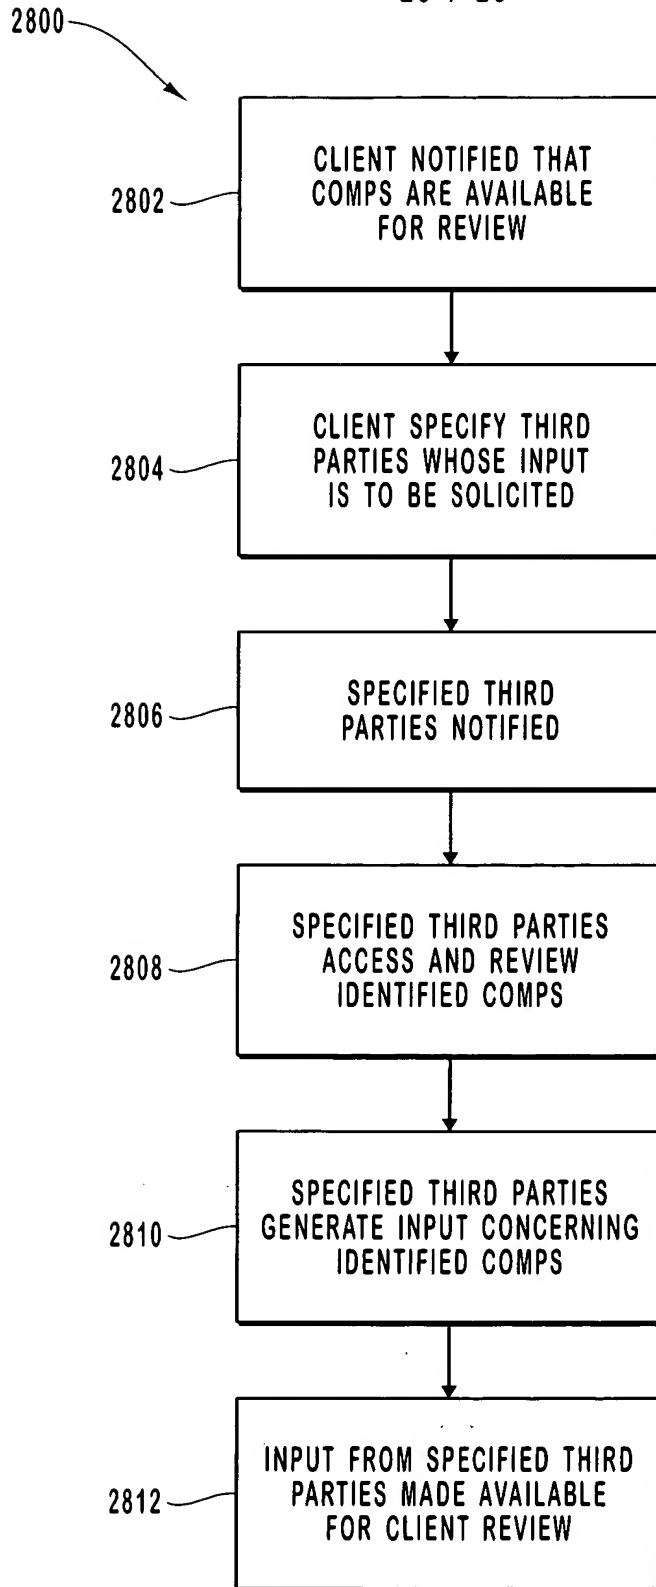 2800
2802
CLIENT NOTIFIED THAT
COMPS ARE AVAILABLE
FOR REVIEW
2804
CLIENT SPECIFY THIRD
PARTIES WHOSE INPUT
IS TO BE SOLICITED
2806
SPECIFIED THIRD
PARTIES NOTIFIED
2808
SPECIFIED THIRD PARTIES
ACCESS AND REVIEW
IDENTIFIED COMPS
2810
SPECIFIED THIRD PARTIES
GENERATE INPUT CONCERNING
IDENTIFIED COMPS
2812
INPUT FROM SPECIFIED THIRD
PARTIES MADE AVAILABLE
FOR CLIENT REVIEW